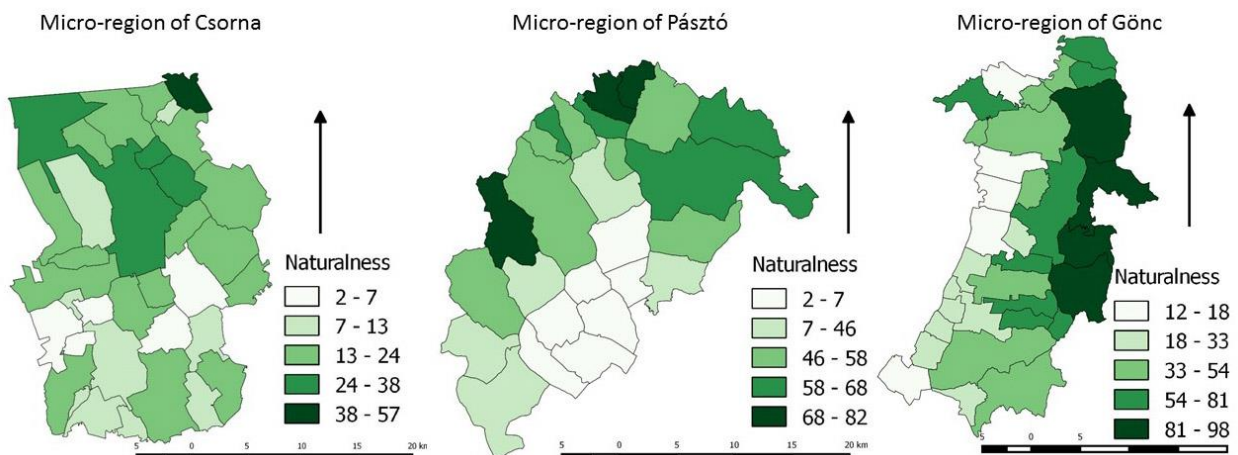 Micro-region of Csorna
Micro-region of Pásztó
Micro-region of Gönc
Naturalness
2 - 7
7 - 13
13 - 24
24 - 38
38 - 57
5 0 5 10 15 20 km
Naturalness
2 - 7
7 - 46
46 - 58
58 - 68
68 - 82
5 0 5 10 15 20 km
Naturalness
12 - 18
18 - 33
33 - 54
54 - 81
81 - 98
5 0 5